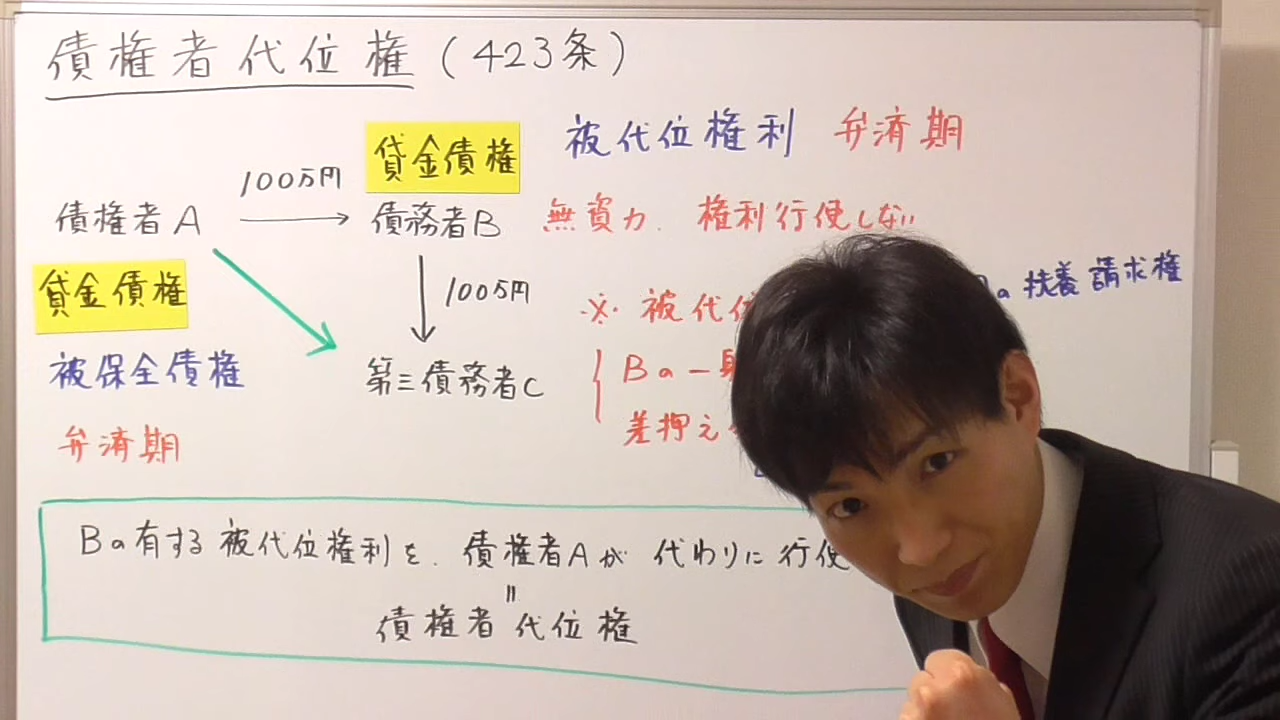 債権者代位権(423条)
被代位権利 弁済期
貸金債権
100万円
債権者A
債務者B
無資力、権利行使しない
貸金債権
100万円
扶養請求権
※被代位
被保全債権
第三債務者C
Bの一身
差押え
弁済期
Bの有する被代位権利を、債権者Aが代わりに行使
〃
債権者代位権